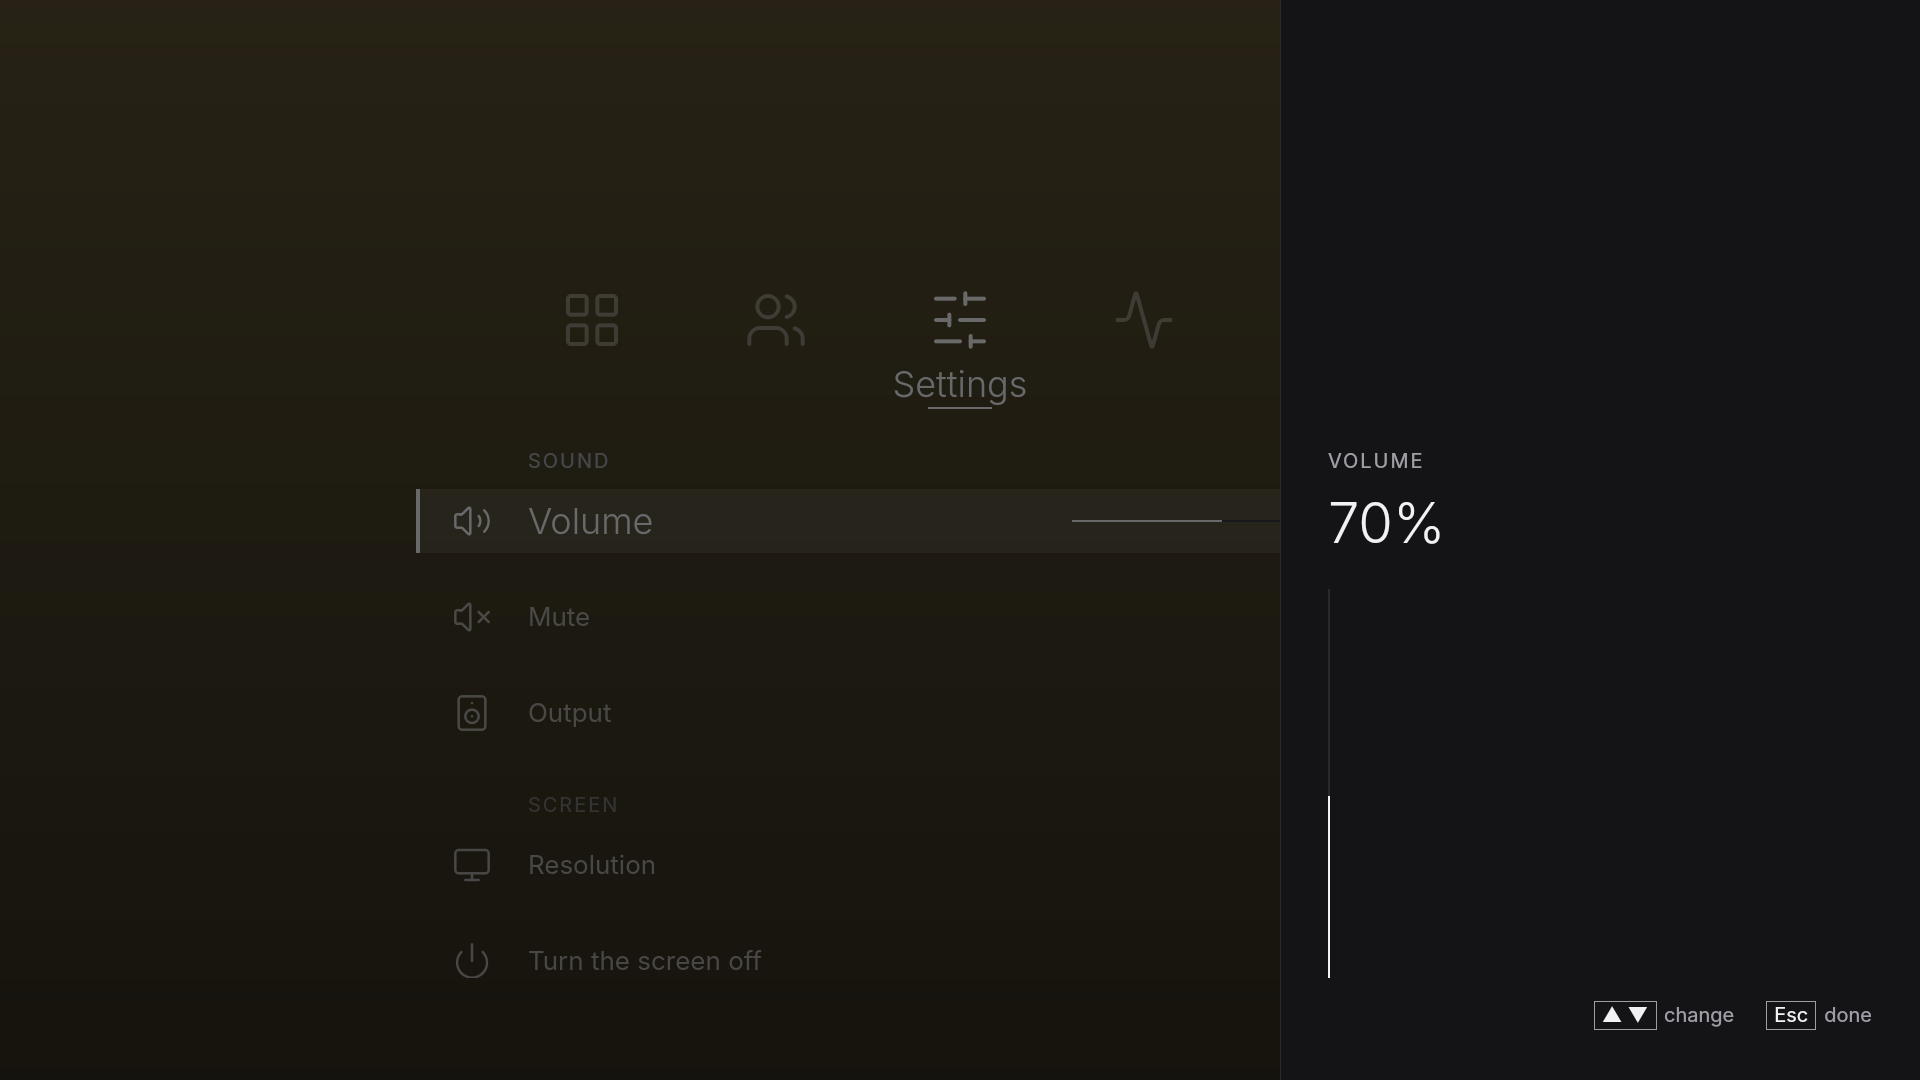 Settings
SOUND
Volume
Mute
Output
SCREEN
Resolution
Turn the screen off
VOLUME
70%
▲▼ change Esc done